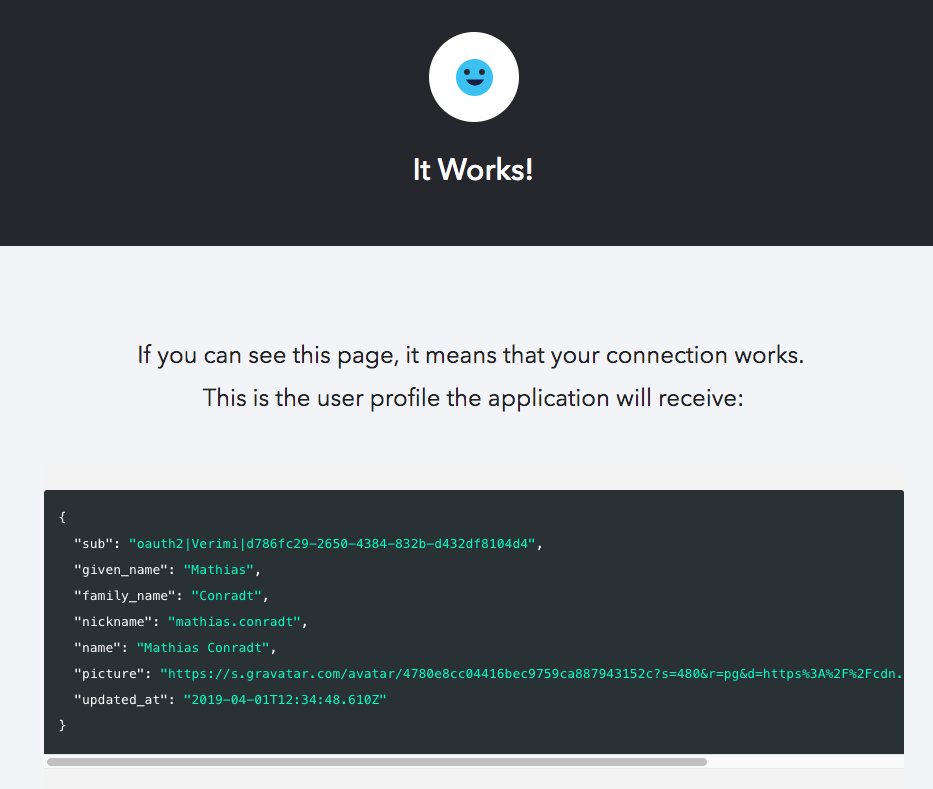 It Works!
If you can see this page, it means that your connection works.
This is the user profile the application will receive:
{
"sub": "oauth2|Verimi|d786fc29-2650-4384-832b-d432df8104d4",
"given_name": "Mathias",
"family_name": "Conradt",
"nickname": "mathias.conradt",
"name": "Mathias Conradt",
"picture": "https://s.gravatar.com/avatar/4780e8cc04416bec9759ca887943152c?s=480&r=pg&d=https%3A%2F%2Fcdn.
"updated_at": "2019-04-01T12:34:48.610Z"
}